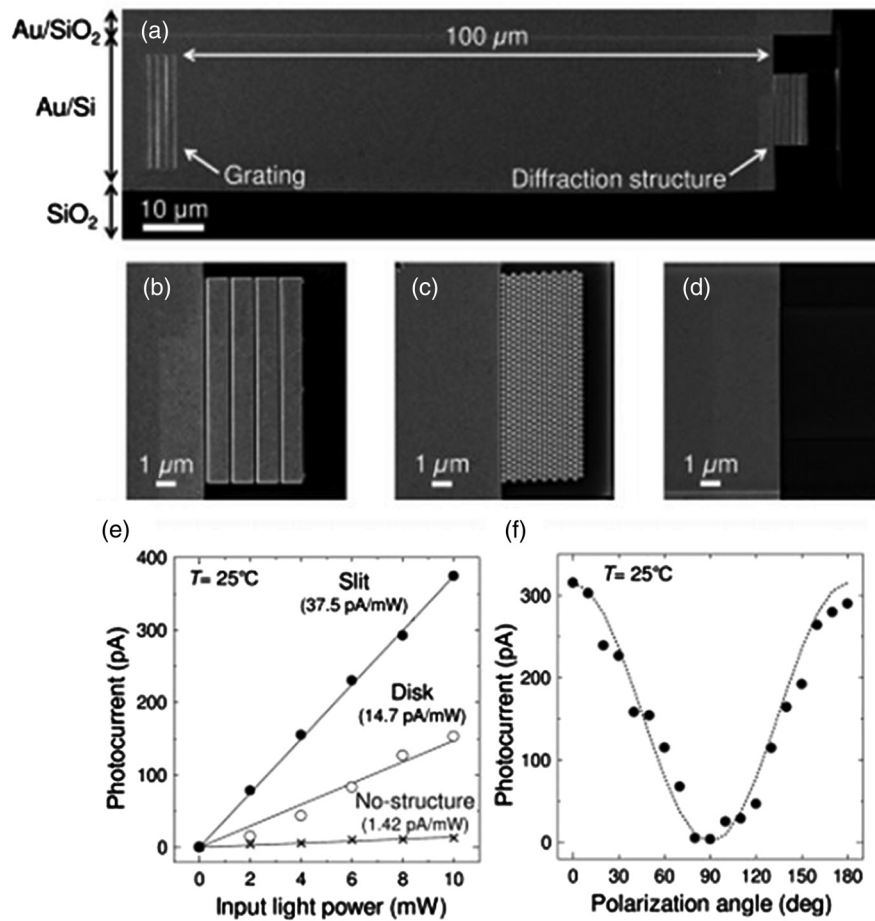 Au/SiO₂
(a)
100 µm
Au/Si
Grating
Diffraction structure
SiO₂
10 µm
(b)
1 µm
(c)
1 µm
(d)
1 µm
(e)
400
300
200
100
0
Photocurrent (pA)
T= 25°C
Slit
(37.5 pA/mW)
Disk
(14.7 pA/mW)
No-structure
(1.42 pA/mW)
0 2 4 6 8 10
Input light power (mW)
(f)
300
200
100
0
Photocurrent (pA)
T= 25°C
0 30 60 90 120 150 180
Polarization angle (deg)